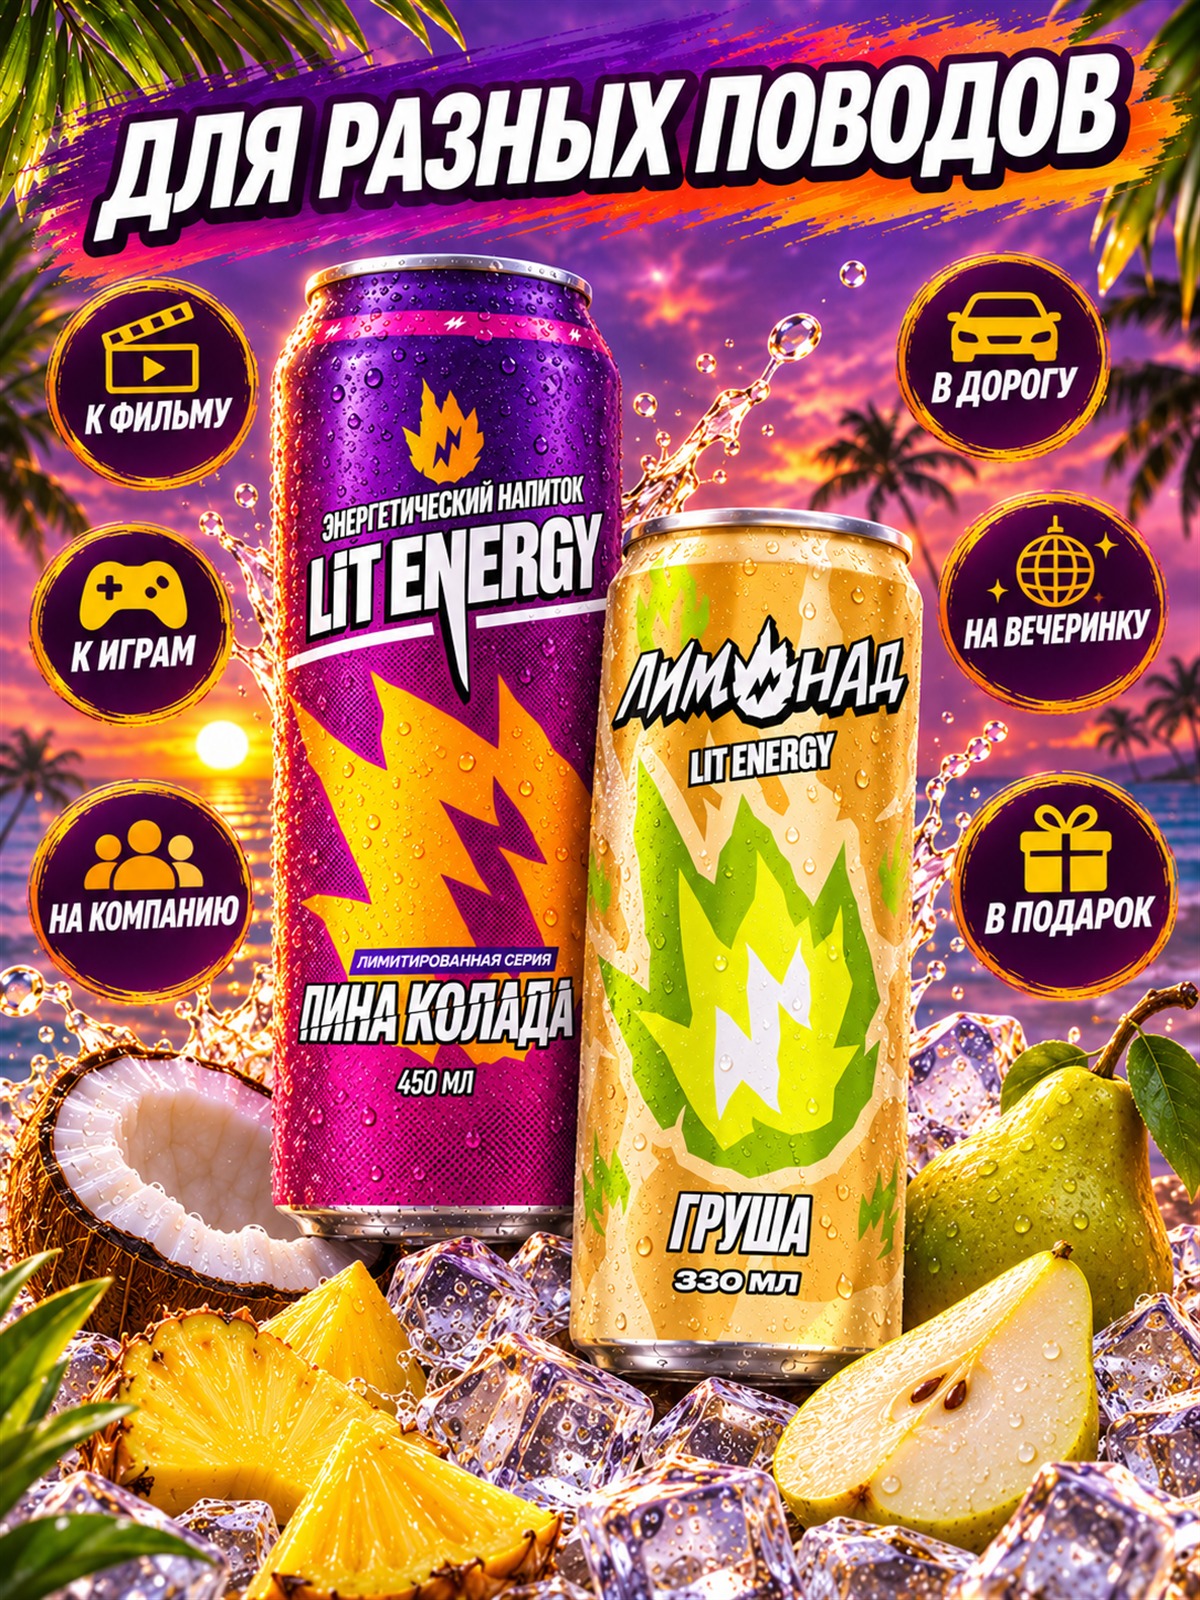 ДЛЯ РАЗНЫХ ПОВОДОВ
К ФИЛЬМУ
К ИГРАМ
НА КОМПАНИЮ
В ДОРОГУ
НА ВЕЧЕРИНКУ
В ПОДАРОК
ЭНЕРГЕТИЧЕСКИЙ НАПИТОК
LIT ENERGY
ЛИМИТИРОВАННАЯ СЕРИЯ
ПИНА КОЛАДА
450 МЛ
ЛИМОНАД
LIT ENERGY
ГРУША
330 МЛ